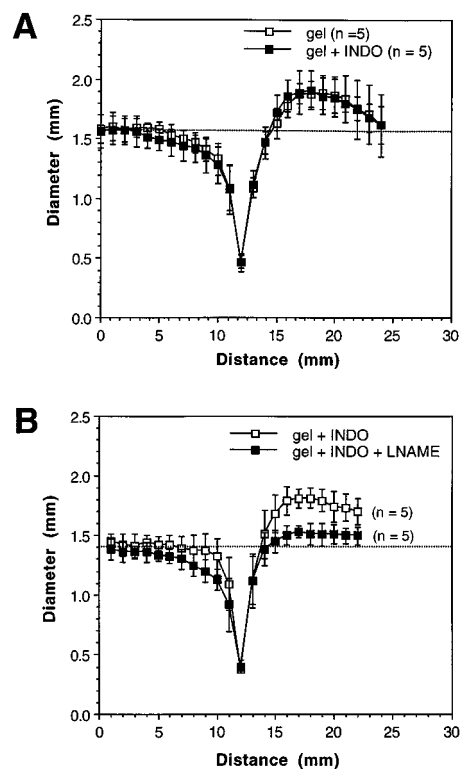 A
gel (n =5)
gel + INDO (n = 5)
2.5
2.0
1.5
1.0
0.5
0.0
Diameter (mm)
0 5 10 15 20 25 30
Distance (mm)
B
gel + INDO
gel + INDO + LNAME
2.5
2.0
1.5
1.0
0.5
0.0
Diameter (mm)
(n = 5)
(n = 5)
0 5 10 15 20 25 30
Distance (mm)